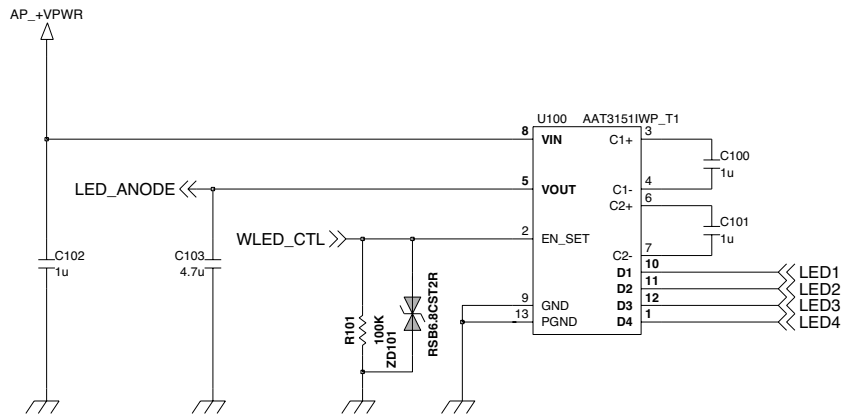 AP_+VPWR
U100 AAT3151IWP_T1
8 VIN C1+ 3
C100
1u
LED_ANODE 5 VOUT C1- 4
C2+ 6
C101
1u
WLED_CTL 2 EN_SET
C2- 7
C102
1u
C103
4.7u
D1 10 LED1
D2 11 LED2
9 GND D3 12 LED3
13 PGND D4 1 LED4
R101
100K
ZD101
RSB6.8CST2R